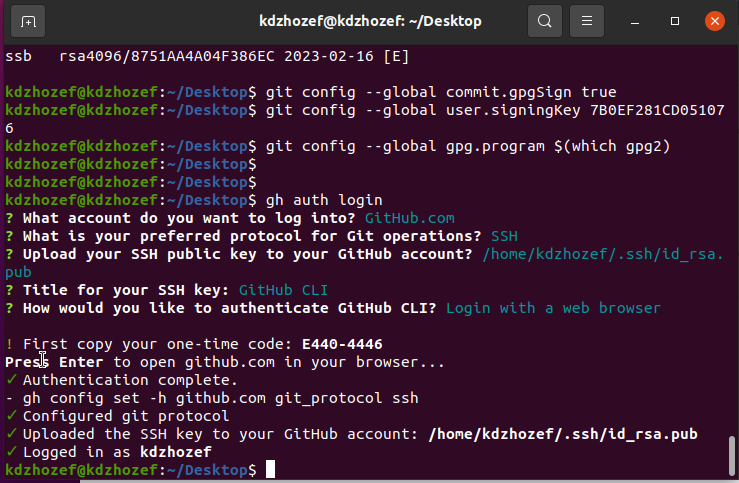 kdzhozef@kdzhozef: ~/Desktop
ssb   rsa4096/8751AA4A04F386EC 2023-02-16 [E]
kdzhozef@kdzhozef:~/Desktop$ git config --global commit.gpgSign true
kdzhozef@kdzhozef:~/Desktop$ git config --global user.signingKey 7B0EF281CD05107
6
kdzhozef@kdzhozef:~/Desktop$ git config --global gpg.program $(which gpg2)
kdzhozef@kdzhozef:~/Desktop$
kdzhozef@kdzhozef:~/Desktop$
kdzhozef@kdzhozef:~/Desktop$ gh auth login
? What account do you want to log into? GitHub.com
? What is your preferred protocol for Git operations? SSH
? Upload your SSH public key to your GitHub account? /home/kdzhozef/.ssh/id_rsa.
pub
? Title for your SSH key: GitHub CLI
? How would you like to authenticate GitHub CLI? Login with a web browser
! First copy your one-time code: E440-4446
Press Enter to open github.com in your browser...
✓ Authentication complete.
- gh config set -h github.com git_protocol ssh
✓ Configured git protocol
✓ Uploaded the SSH key to your GitHub account: /home/kdzhozef/.ssh/id_rsa.pub
✓ Logged in as kdzhozef
kdzhozef@kdzhozef:~/Desktop$